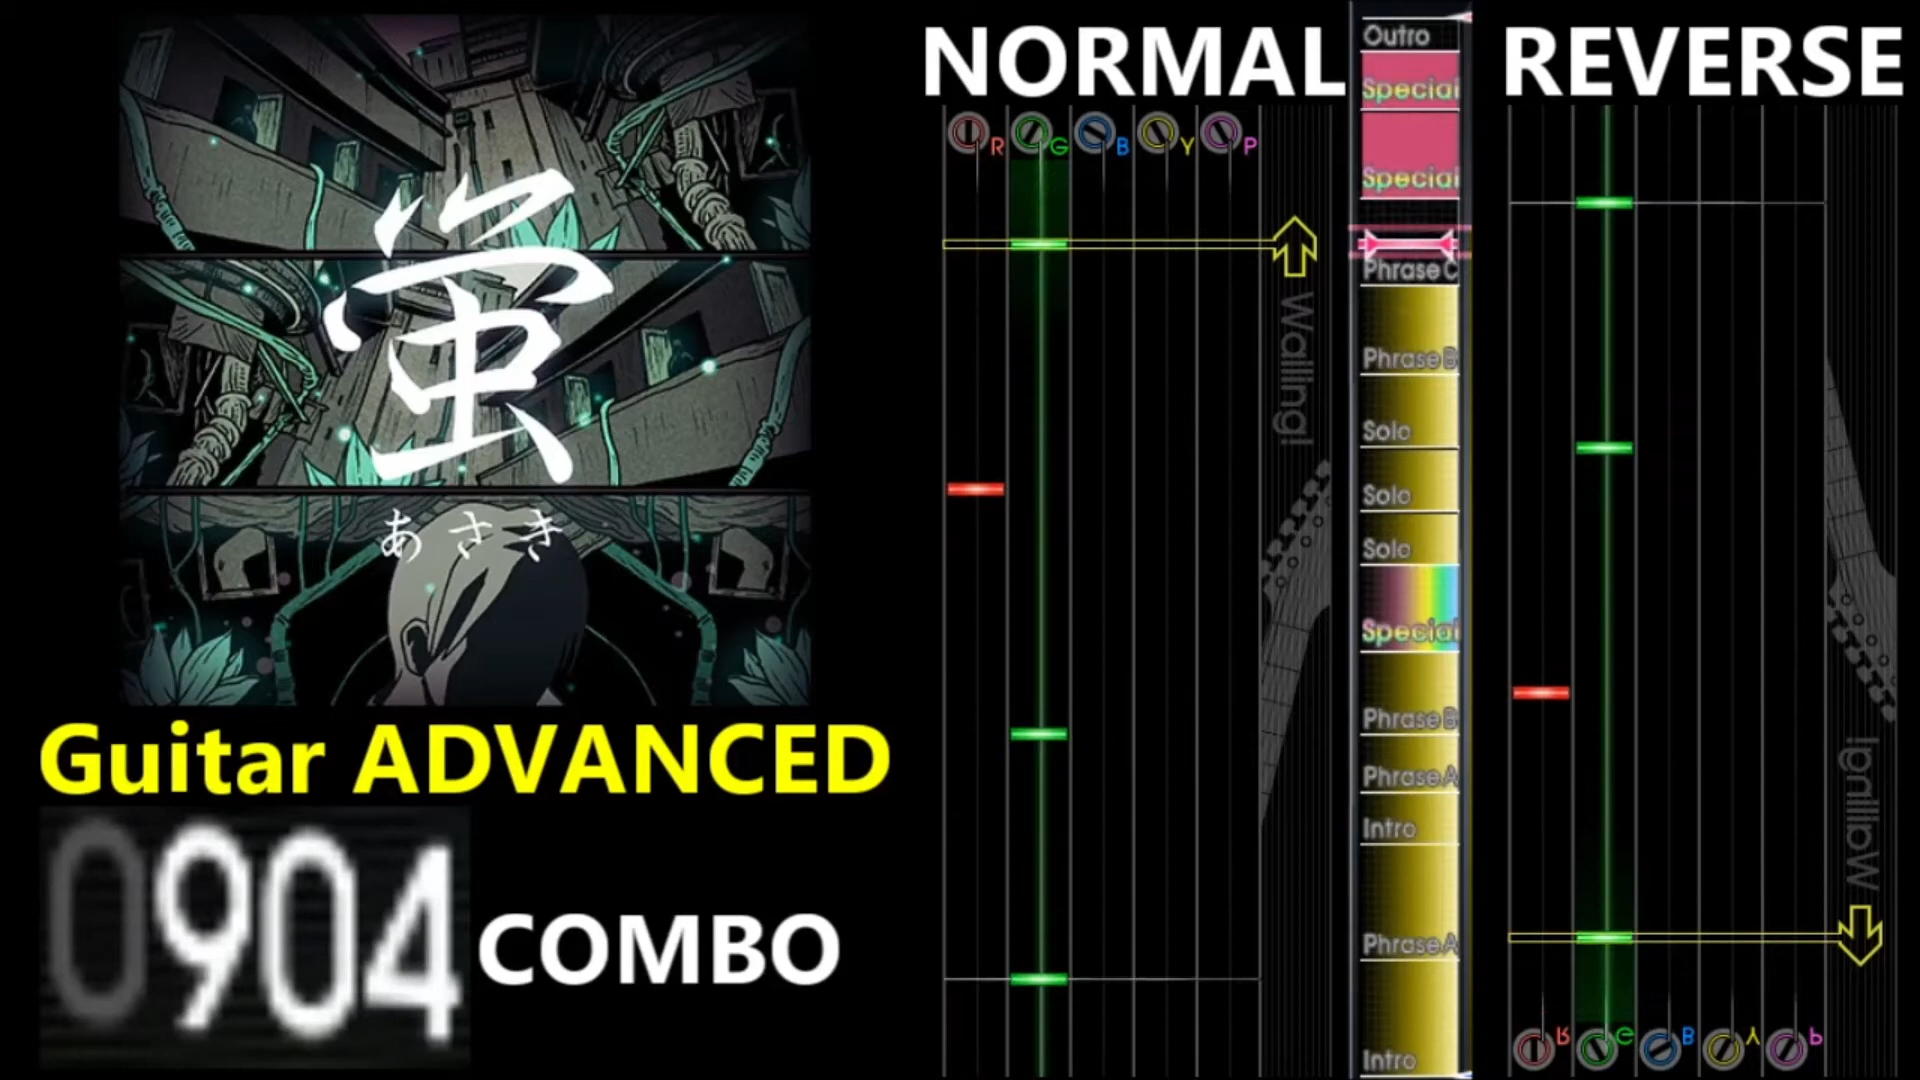 蛍
あさき
Guitar ADVANCED
0904 COMBO
NORMAL
R G B Y P
Wailing!
Outro
Special
Special
Phrase C
Phrase B
Solo
Solo
Solo
Special
Phrase B
Phrase A
Intro
Phrase A
Intro
REVERSE
Wailing!
R G B Y P